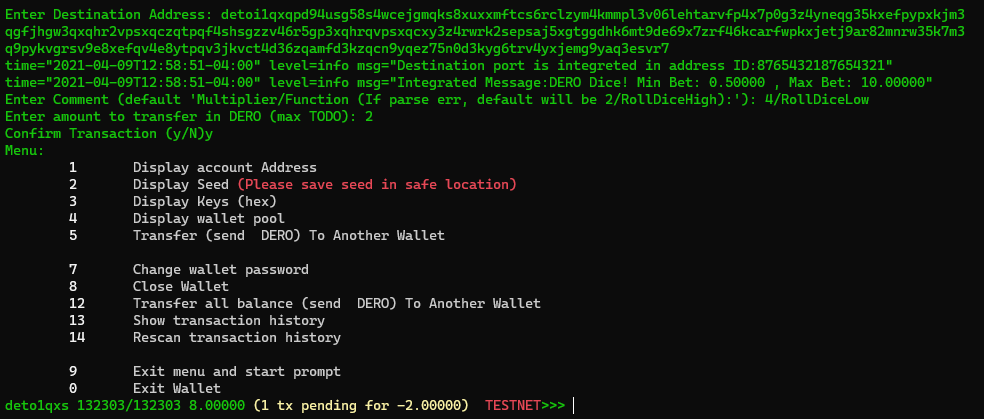 Enter Destination Address: detoi1qxqpd94usg58s4wcejgmqks8xuxxmftcs6rclzym4kmmpl3v06lehtarvfp4x7p0g3z4yneqg35kxefpypxkjm3
qgfjhgw3qxqhr2vpsxqczqtpqf4shsgzzv46r5gp3xqhrqvpsxqcxy3z4rwrk2sepsaj5xgtggdhk6mt9de69x7zrf46kcarfwpkxjetj9ar82mnrw35k7m3
q9pykvgrsv9e8xefqv4e8ytpqv3jkvct4d36zqamfd3kzqcn9yqez75n0d3kyg6trv4yxjemg9yaq3esvr7
time="2021-04-09T12:58:51-04:00" level=info msg="Destination port is integreted in address ID:8765432187654321"
time="2021-04-09T12:58:51-04:00" level=info msg="Integrated Message:DERO Dice! Min Bet: 0.50000 , Max Bet: 10.00000"
Enter Comment (default 'Multiplier/Function (If parse err, default will be 2/RollDiceHigh):'): 4/RollDiceLow
Enter amount to transfer in DERO (max TODO): 2
Confirm Transaction (y/N)y
Menu:
1 Display account Address
2 Display Seed (Please save seed in safe location)
3 Display Keys (hex)
4 Display wallet pool
5 Transfer (send  DERO) To Another Wallet
7 Change wallet password
8 Close Wallet
12 Transfer all balance (send  DERO) To Another Wallet
13 Show transaction history
14 Rescan transaction history
9 Exit menu and start prompt
0 Exit Wallet
deto1qxs 132303/132303 8.00000 (1 tx pending for -2.00000)  TESTNET>>>